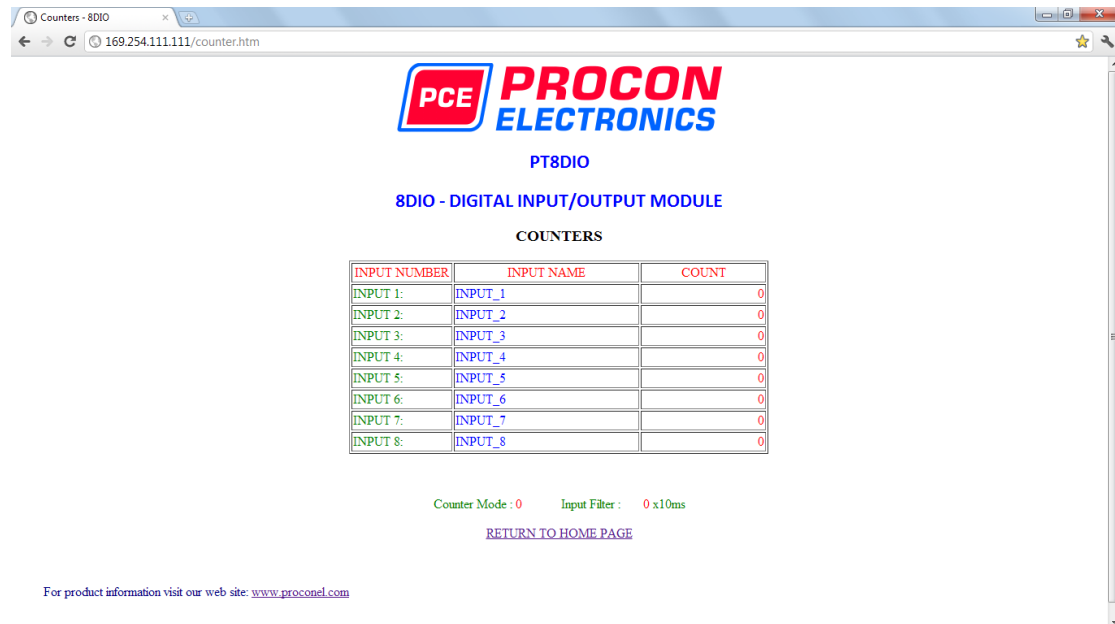 Counters - 8DIO
169.254.111.111/counter.htm
PCE PROCON
ELECTRONICS
PT8DIO
8DIO - DIGITAL INPUT/OUTPUT MODULE
COUNTERS
INPUT NUMBER INPUT NAME COUNT
INPUT 1: INPUT_1 0
INPUT 2: INPUT_2 0
INPUT 3: INPUT_3 0
INPUT 4: INPUT_4 0
INPUT 5: INPUT_5 0
INPUT 6: INPUT_6 0
INPUT 7: INPUT_7 0
INPUT 8: INPUT_8 0
Counter Mode : 0 Input Filter : 0 x10ms
RETURN TO HOME PAGE
For product information visit our web site: www.proconel.com